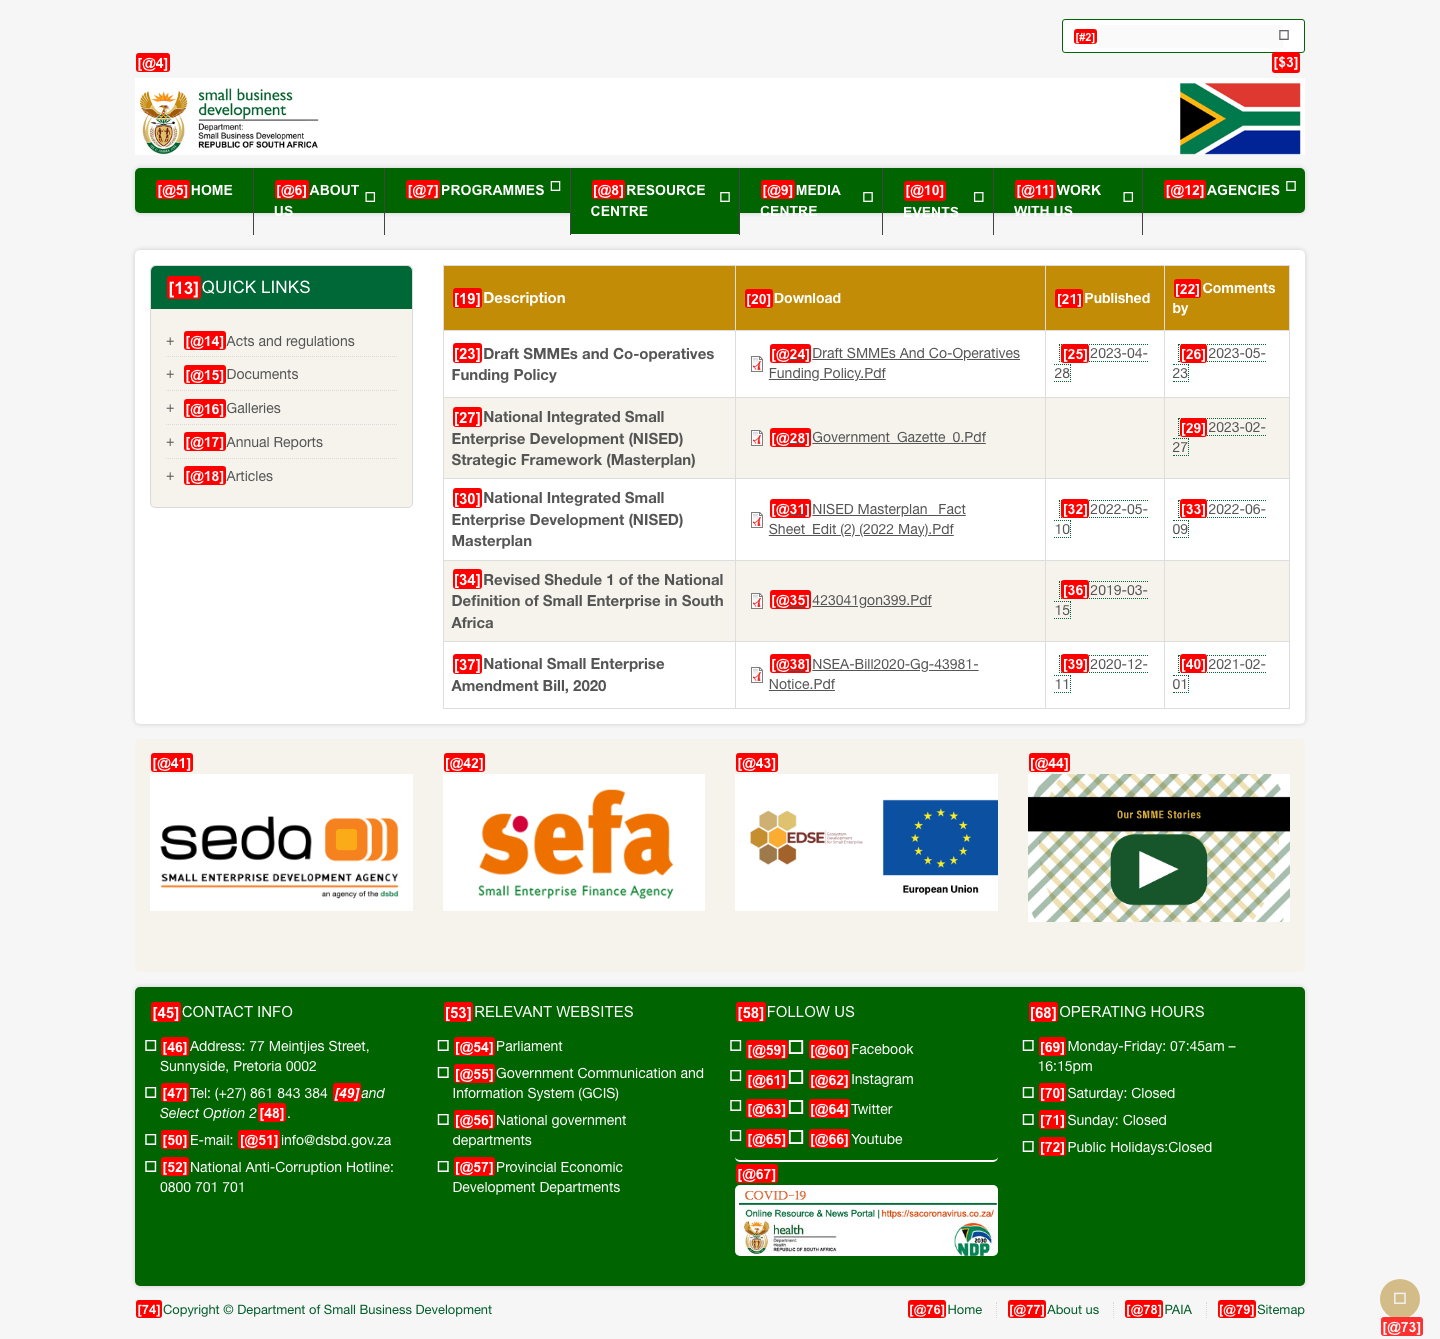 [#2]
[$3]
[@4]
small business
development
Department:
Small Business Development
REPUBLIC OF SOUTH AFRICA
[@5]HOME
[@6]ABOUT
US
[@7]PROGRAMMES
[@8]RESOURCE
CENTRE
[@9]MEDIA
CENTRE
[@10]
EVENTS
[@11]WORK
WITH US
[@12]AGENCIES
[13]QUICK LINKS
+ [@14]Acts and regulations
+ [@15]Documents
+ [@16]Galleries
+ [@17]Annual Reports
+ [@18]Articles
[19]Description
[20]Download
[21]Published
[22]Comments
by
[23]Draft SMMEs and Co-operatives
Funding Policy
[@24]Draft SMMEs And Co-Operatives
Funding Policy.Pdf
[25]2023-04-
28
[26]2023-05-
23
[27]National Integrated Small
Enterprise Development (NISED)
Strategic Framework (Masterplan)
[@28]Government_Gazette_0.Pdf
[29]2023-02-
27
[30]National Integrated Small
Enterprise Development (NISED)
Masterplan
[@31]NISED Masterplan_ Fact
Sheet_Edit (2) (2022 May).Pdf
[32]2022-05-
10
[33]2022-06-
09
[34]Revised Shedule 1 of the National
Definition of Small Enterprise in South
Africa
[@35]423041gon399.Pdf
[36]2019-03-
15
[37]National Small Enterprise
Amendment Bill, 2020
[@38]NSEA-Bill2020-Gg-43981-
Notice.Pdf
[39]2020-12-
11
[40]2021-02-
01
[@41]
seda
SMALL ENTERPRISE DEVELOPMENT AGENCY
an agency of the dsbd
[@42]
sefa
Small Enterprise Finance Agency
[@43]
EDSE Ecosystem Development for Small Enterprise
European Union
[@44]
Our SMME Stories
[45]CONTACT INFO
[46]Address: 77 Meintjies Street,
Sunnyside, Pretoria 0002
[47]Tel: (+27) 861 843 384 [49]and
Select Option 2[48].
[50]E-mail: [@51]info@dsbd.gov.za
[52]National Anti-Corruption Hotline:
0800 701 701
[53]RELEVANT WEBSITES
[@54]Parliament
[@55]Government Communication and
Information System (GCIS)
[@56]National government
departments
[@57]Provincial Economic
Development Departments
[58]FOLLOW US
[@59] [@60]Facebook
[@61] [@62]Instagram
[@63] [@64]Twitter
[@65] [@66]Youtube
[@67]
COVID-19
Online Resource & News Portal | https://sacoronavirus.co.za/
health
Department:
Health
REPUBLIC OF SOUTH AFRICA
2030
NDP
[68]OPERATING HOURS
[69]Monday-Friday: 07:45am –
16:15pm
[70]Saturday: Closed
[71]Sunday: Closed
[72]Public Holidays:Closed
[@73]
[74]Copyright © Department of Small Business Development
[@76]Home
[@77]About us
[@78]PAIA
[@79]Sitemap